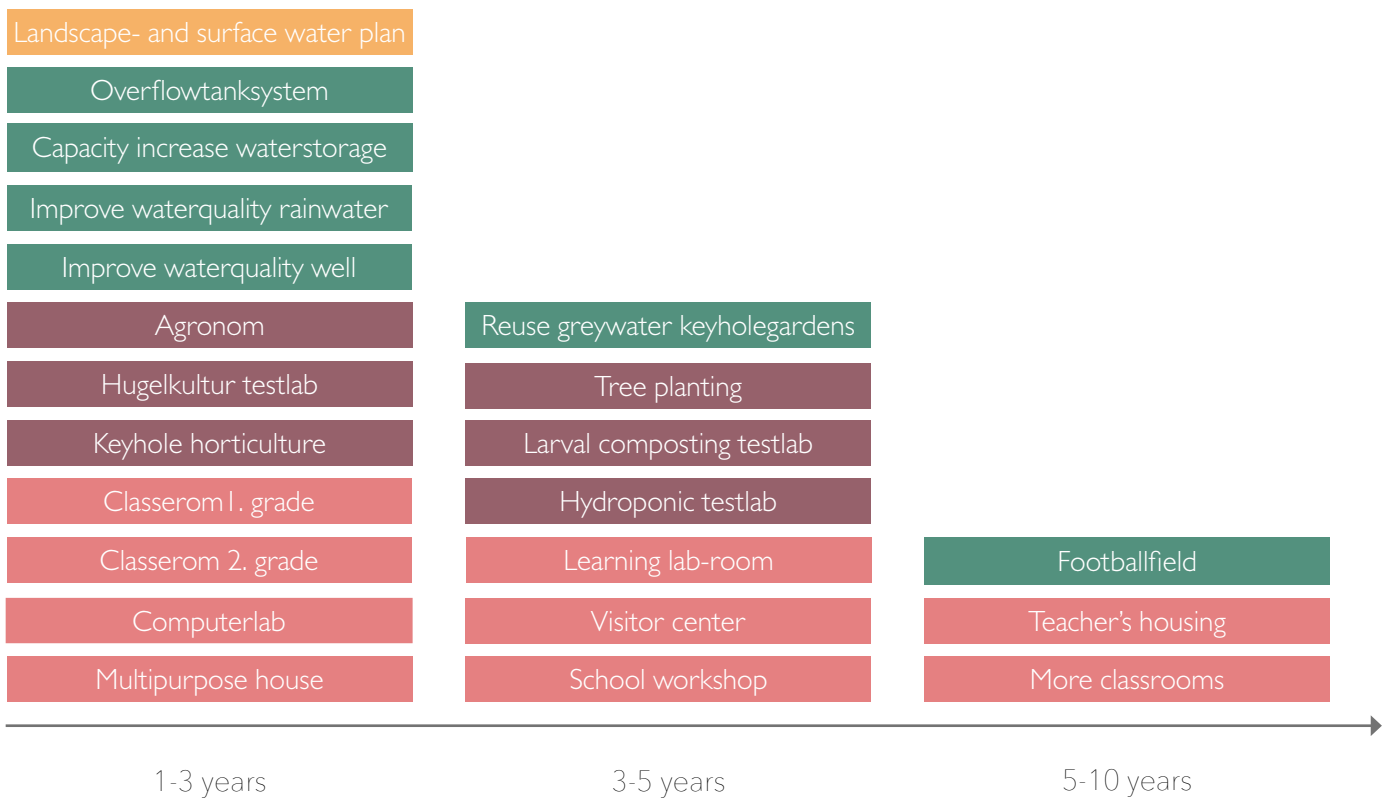 Landscape- and surface water plan
Overflowtanksystem
Capacity increase waterstorage
Improve waterquality rainwater
Improve waterquality well
Agronom
Hugelkultur testlab
Keyhole horticulture
Classerom1. grade
Classerom 2. grade
Computerlab
Multipurpose house
1-3 years
Reuse greywater keyholegardens
Tree planting
Larval composting testlab
Hydroponic testlab
Learning lab-room
Visitor center
School workshop
3-5 years
Footballfield
Teacher’s housing
More classrooms
5-10 years